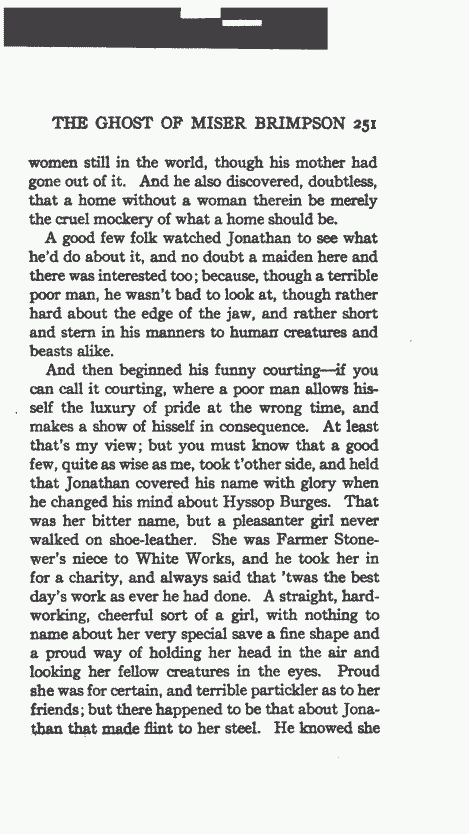 THE GHOST OF MISER BRIMPSON 251
women still in the world, though his mother had
gone out of it. And he also discovered, doubtless,
that a home without a woman therein be merely
the cruel mockery of what a home should be.
A good few folk watched Jonathan to see what
he'd do about it, and no doubt a maiden here and
there was interested too; because, though a terrible
poor man, he wasn't bad to look at, though rather
hard about the edge of the jaw, and rather short
and stern in his manners to human creatures and
beasts alike.
And then beginned his funny courting—if you
can call it courting, where a poor man allows his-
self the luxury of pride at the wrong time, and
makes a show of hisself in consequence. At least
that's my view; but you must know that a good
few, quite as wise as me, took t'other side, and held
that Jonathan covered his name with glory when
he changed his mind about Hyssop Burges. That
was her bitter name, but a pleasanter girl never
walked on shoe-leather. She was Farmer Stone-
wer's niece to White Works, and he took her in
for a charity, and always said that 'twas the best
day's work as ever he had done. A straight, hard-
working, cheerful sort of a girl, with nothing to
name about her very special save a fine shape and
a proud way of holding her head in the air and
looking her fellow creatures in the eyes. Proud
she was for certain, and terrible partickler as to her
friends; but there happened to be that about Jona-
than that made flint to her steel. He knowed she